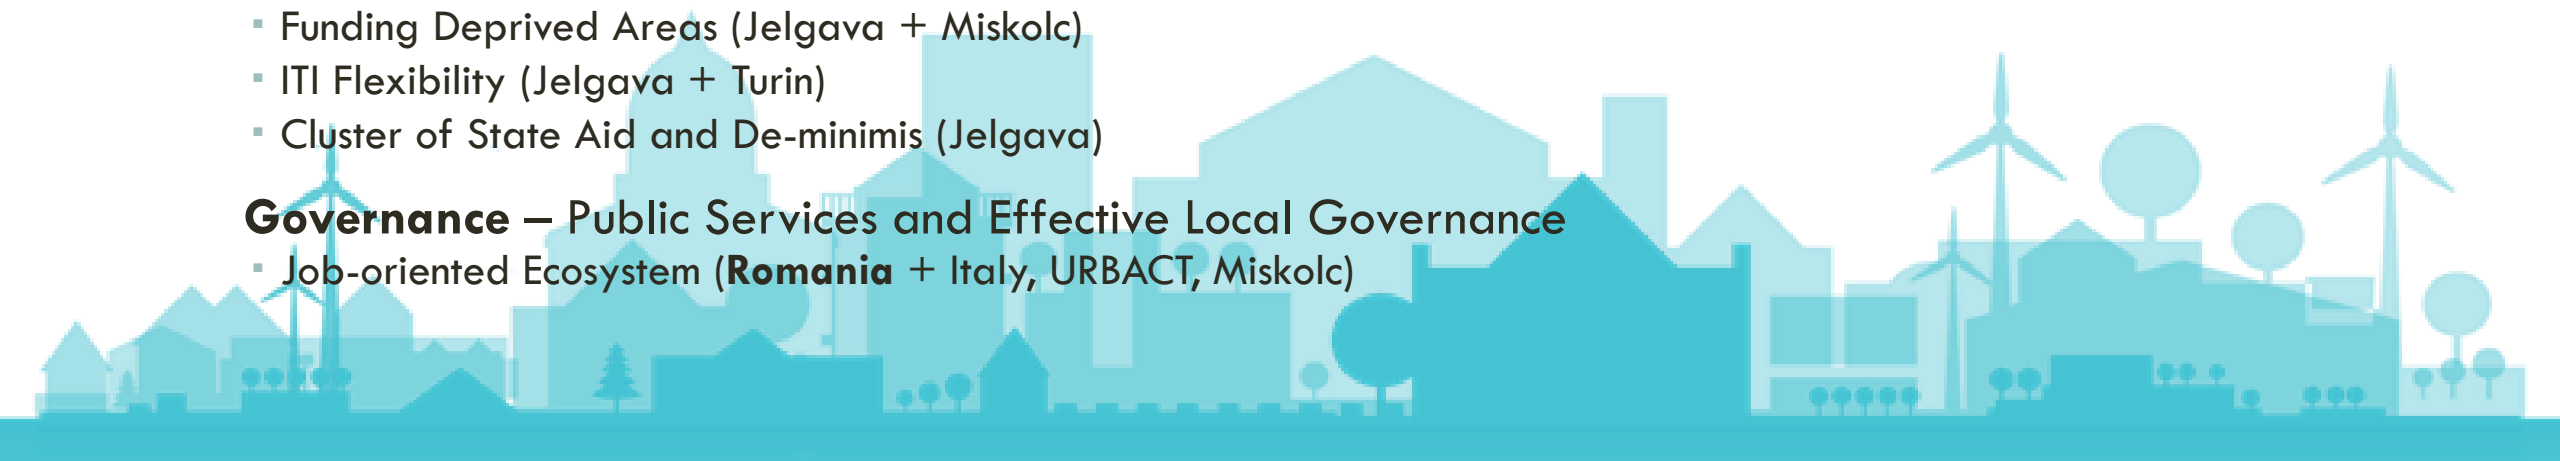 ▪ Funding Deprived Areas (Jelgava + Miskolc)
▪ ITI Flexibility (Jelgava + Turin)
▪ Cluster of State Aid and De-minimis (Jelgava)
Governance – Public Services and Effective Local Governance
▪ Job-oriented Ecosystem (Romania + Italy, URBACT, Miskolc)